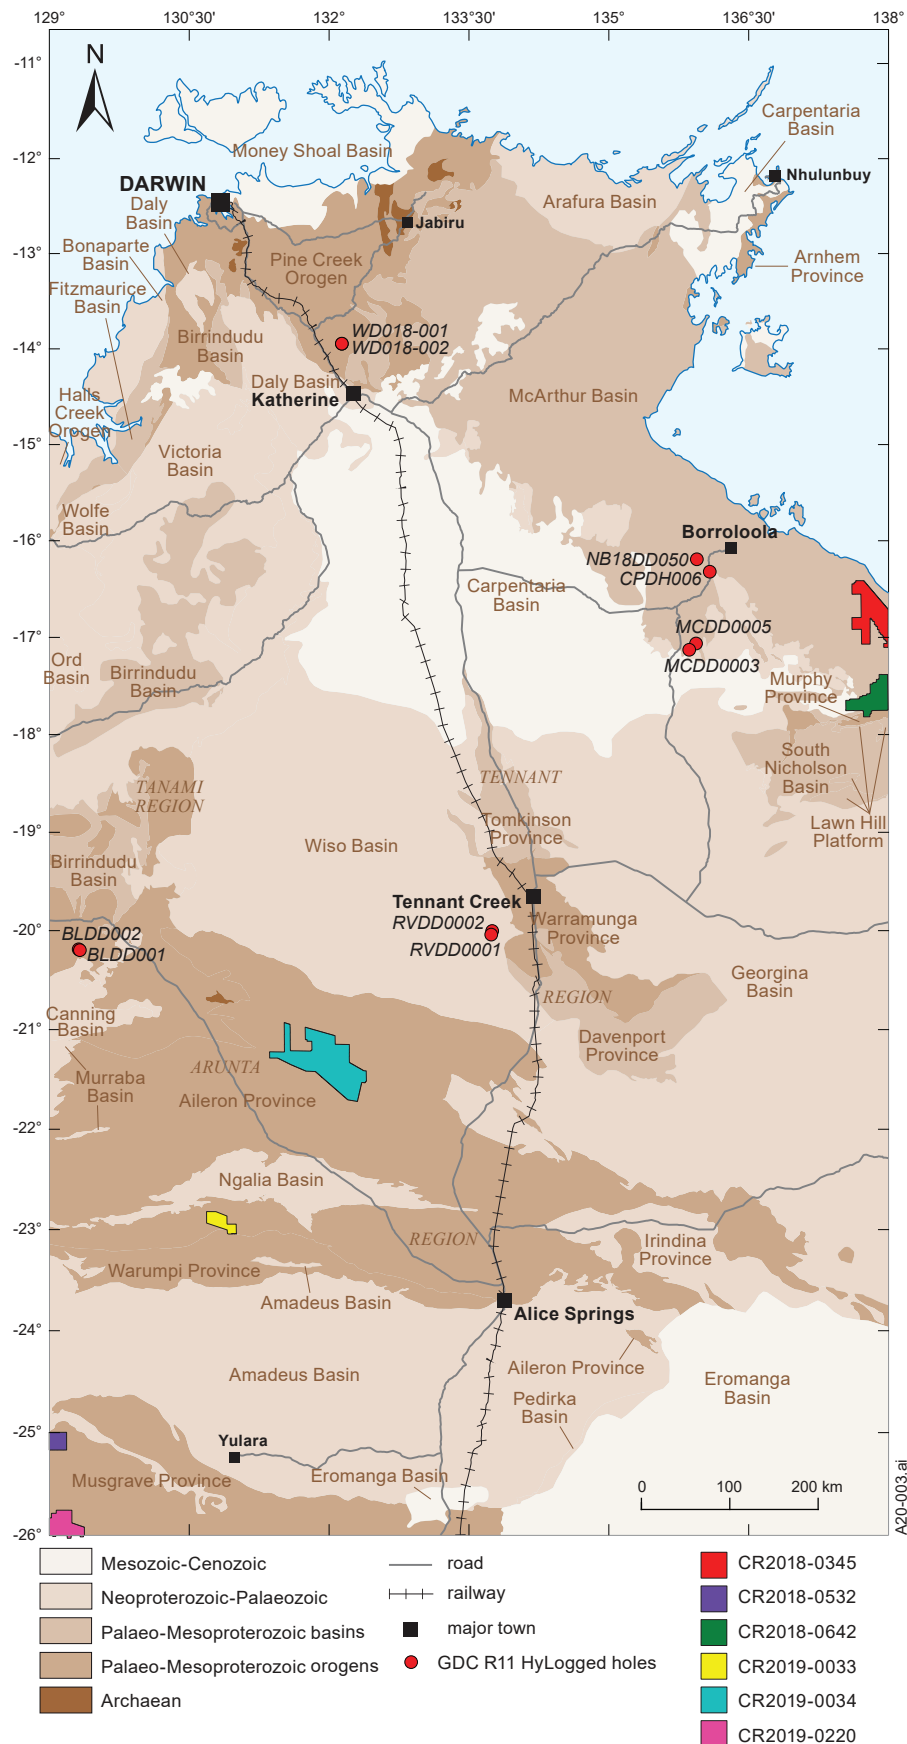 129°
130°30'
132°
133°30'
135°
136°30'
138°
-11°
-12°
-13°
-14°
-15°
-16°
-17°
-18°
-19°
-20°
-21°
-22°
-23°
-24°
-25°
-26°
N
Carpentaria
Basin
Money Shoal Basin
Nhulunbuy
DARWIN
Daly
Basin
Arafura Basin
Jabiru
Bonaparte
Basin
Pine Creek
Orogen
Arnhem
Province
Fitzmaurice
Basin
WD018-001
WD018-002
Birrindudu
Basin
Daly Basin
Katherine
McArthur Basin
Halls
Creek
Orogen
Victoria
Basin
Wolfe
Basin
Borroloola
NB18DD050
CPDH006
Carpentaria
Basin
MCDD0005
MCDD0003
Ord
Basin
Birrindudu
Basin
Murphy
Province
South
Nicholson
Basin
TANAMI
REGION
TENNANT
Tomkinson
Province
Lawn Hill
Platform
Wiso Basin
Birrindudu
Basin
Tennant Creek
RVDD0002
RVDD0001
Warramunga
Province
BLDD002
BLDD001
Georgina
Basin
REGION
Canning
Basin
Davenport
Province
ARUNTA
Murraba
Basin
Aileron Province
Ngalia Basin
REGION
Irindina
Province
Warumpi Province
Amadeus Basin
Alice Springs
Aileron Province
Amadeus Basin
Eromanga
Basin
Pedirka
Basin
Yulara
Musgrave Province
Eromanga Basin
0
100
200 km
A20-003.ai
Mesozoic-Cenozoic
Neoproterozoic-Palaeozoic
Palaeo-Mesoproterozoic basins
Palaeo-Mesoproterozoic orogens
Archaean
road
railway
major town
GDC R11 HyLogged holes
CR2018-0345
CR2018-0532
CR2018-0642
CR2019-0033
CR2019-0034
CR2019-0220